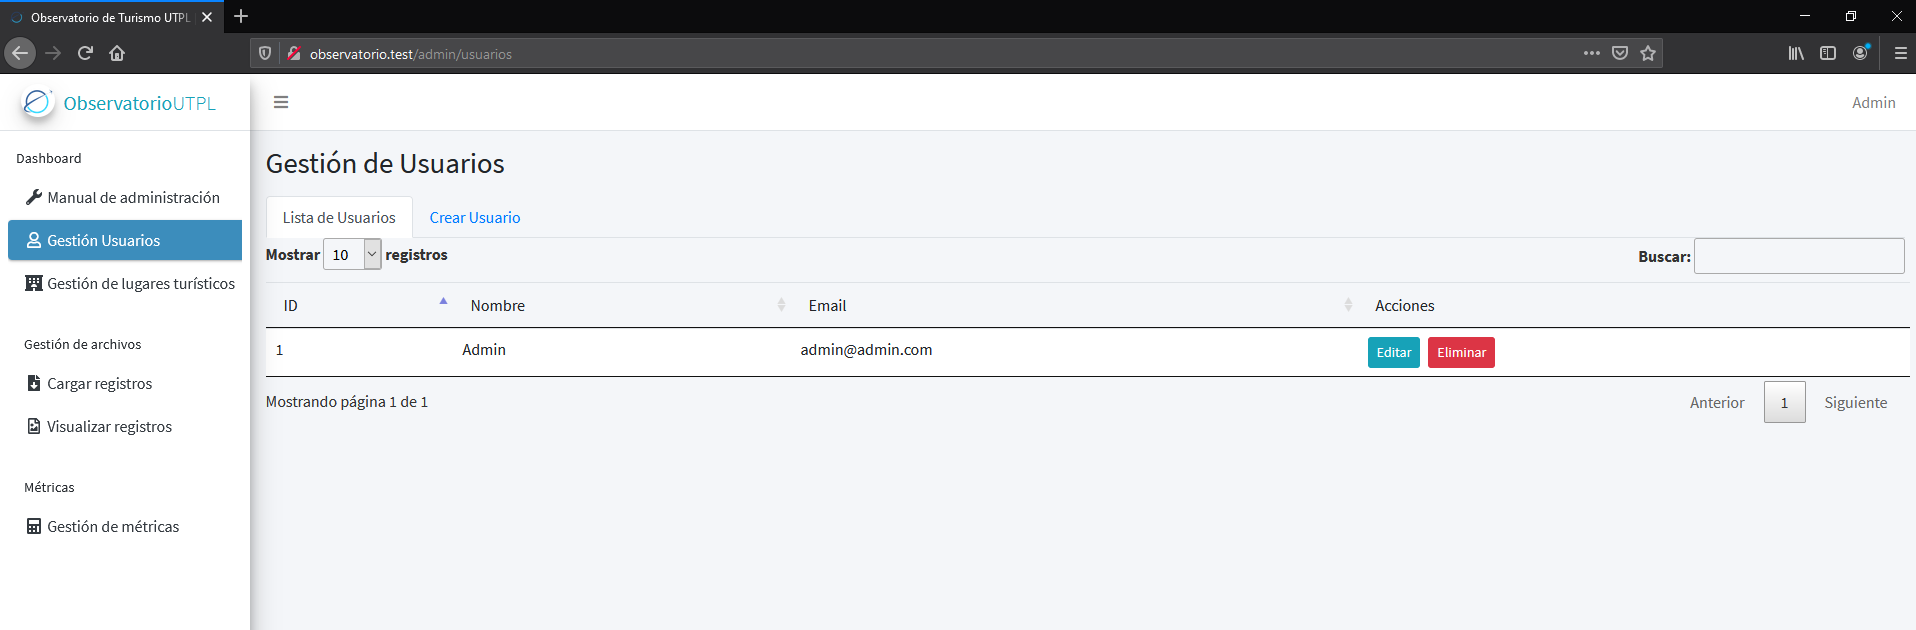 Observatorio de Turismo UTPL
observatorio.test/admin/usuarios
ObservatorioUTPL
Admin
Dashboard
Manual de administración
Gestión Usuarios
Gestión de lugares turísticos
Gestión de archivos
Cargar registros
Visualizar registros
Métricas
Gestión de métricas
Gestión de Usuarios
Lista de Usuarios Crear Usuario
Mostrar 10 registros Buscar:
ID Nombre Email Acciones
1 Admin admin@admin.com Editar Eliminar
Mostrando página 1 de 1 Anterior 1 Siguiente